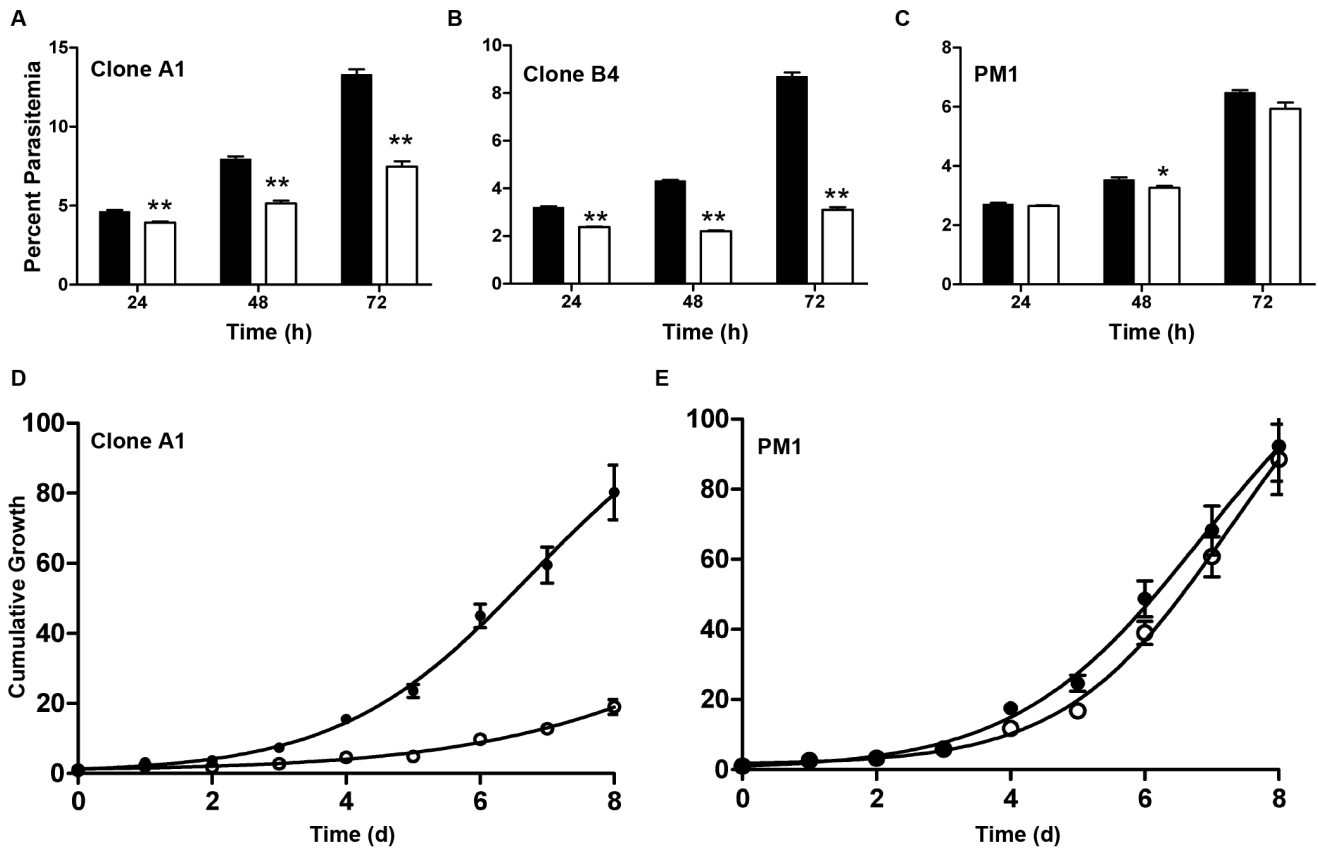 A
Clone A1
Percent Parasitemia
15
10
5
0
**
**
**
24 48 72
Time (h)
B
Clone B4
10
8
6
4
2
0
**
**
**
24 48 72
Time (h)
C
PM1
8
6
4
2
0
*
24 48 72
Time (h)
D
Clone A1
Cumulative Growth
100
80
60
40
20
0
0 2 4 6 8
Time (d)
E
PM1
100
80
60
40
20
0
0 2 4 6 8
Time (d)